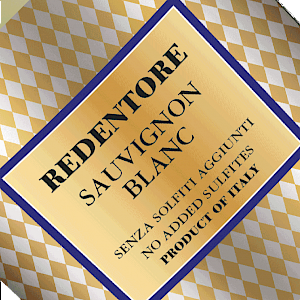 REDENTORE
SAUVIGNON
BLANC
SENZA SOLFITI AGGIUNTI
NO ADDED SULFITES
PRODUCT OF ITALY